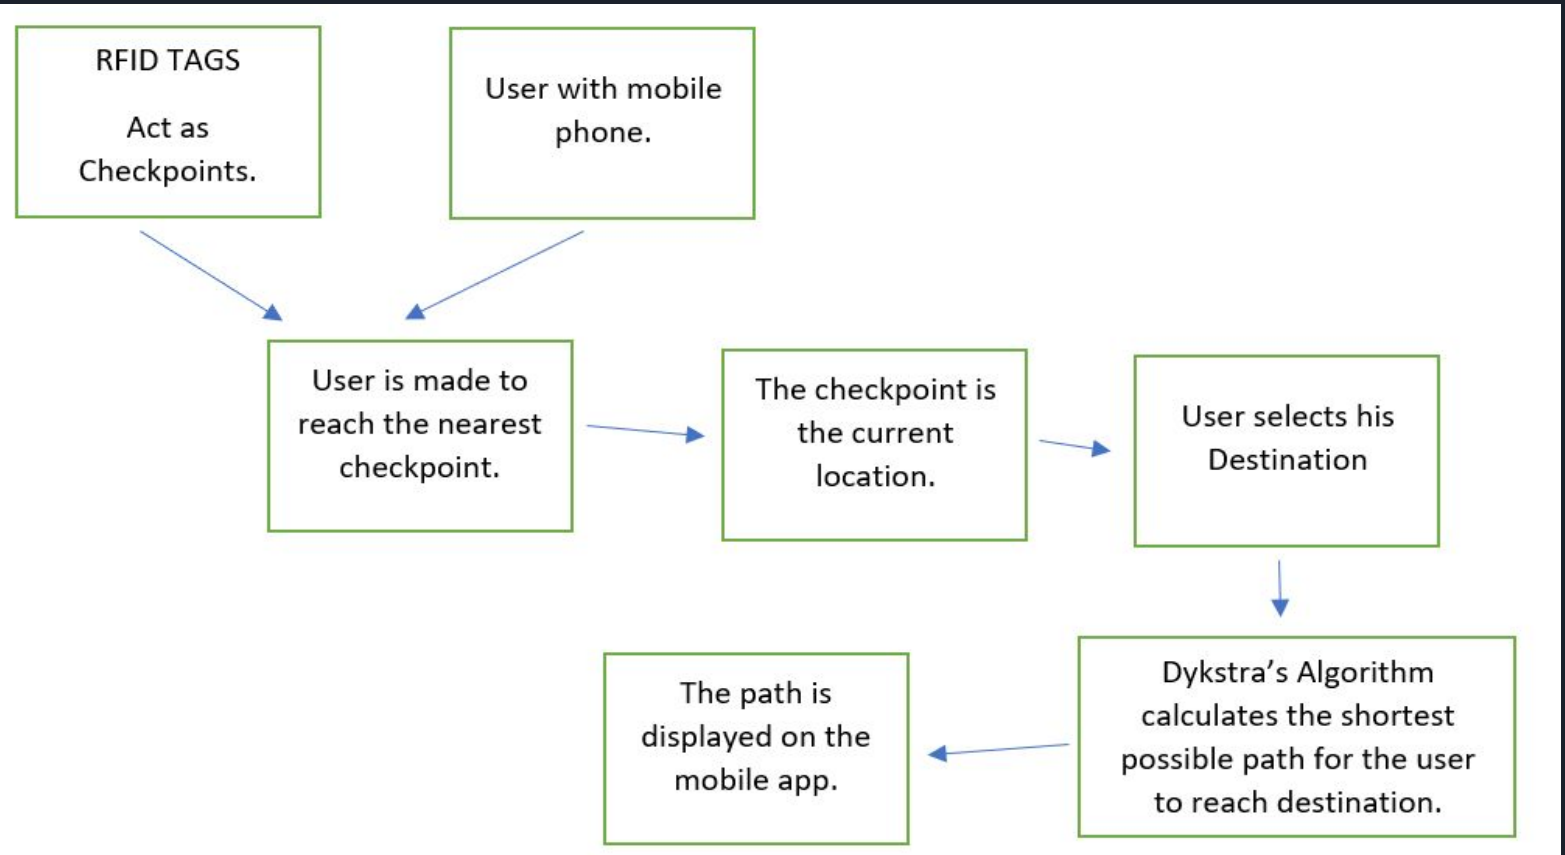 RFID TAGS
Act as
Checkpoints.
User with mobile
phone.
User is made to
reach the nearest
checkpoint.
The checkpoint is
the current
location.
User selects his
Destination
Dykstra’s Algorithm
calculates the shortest
possible path for the user
to reach destination.
The path is
displayed on the
mobile app.